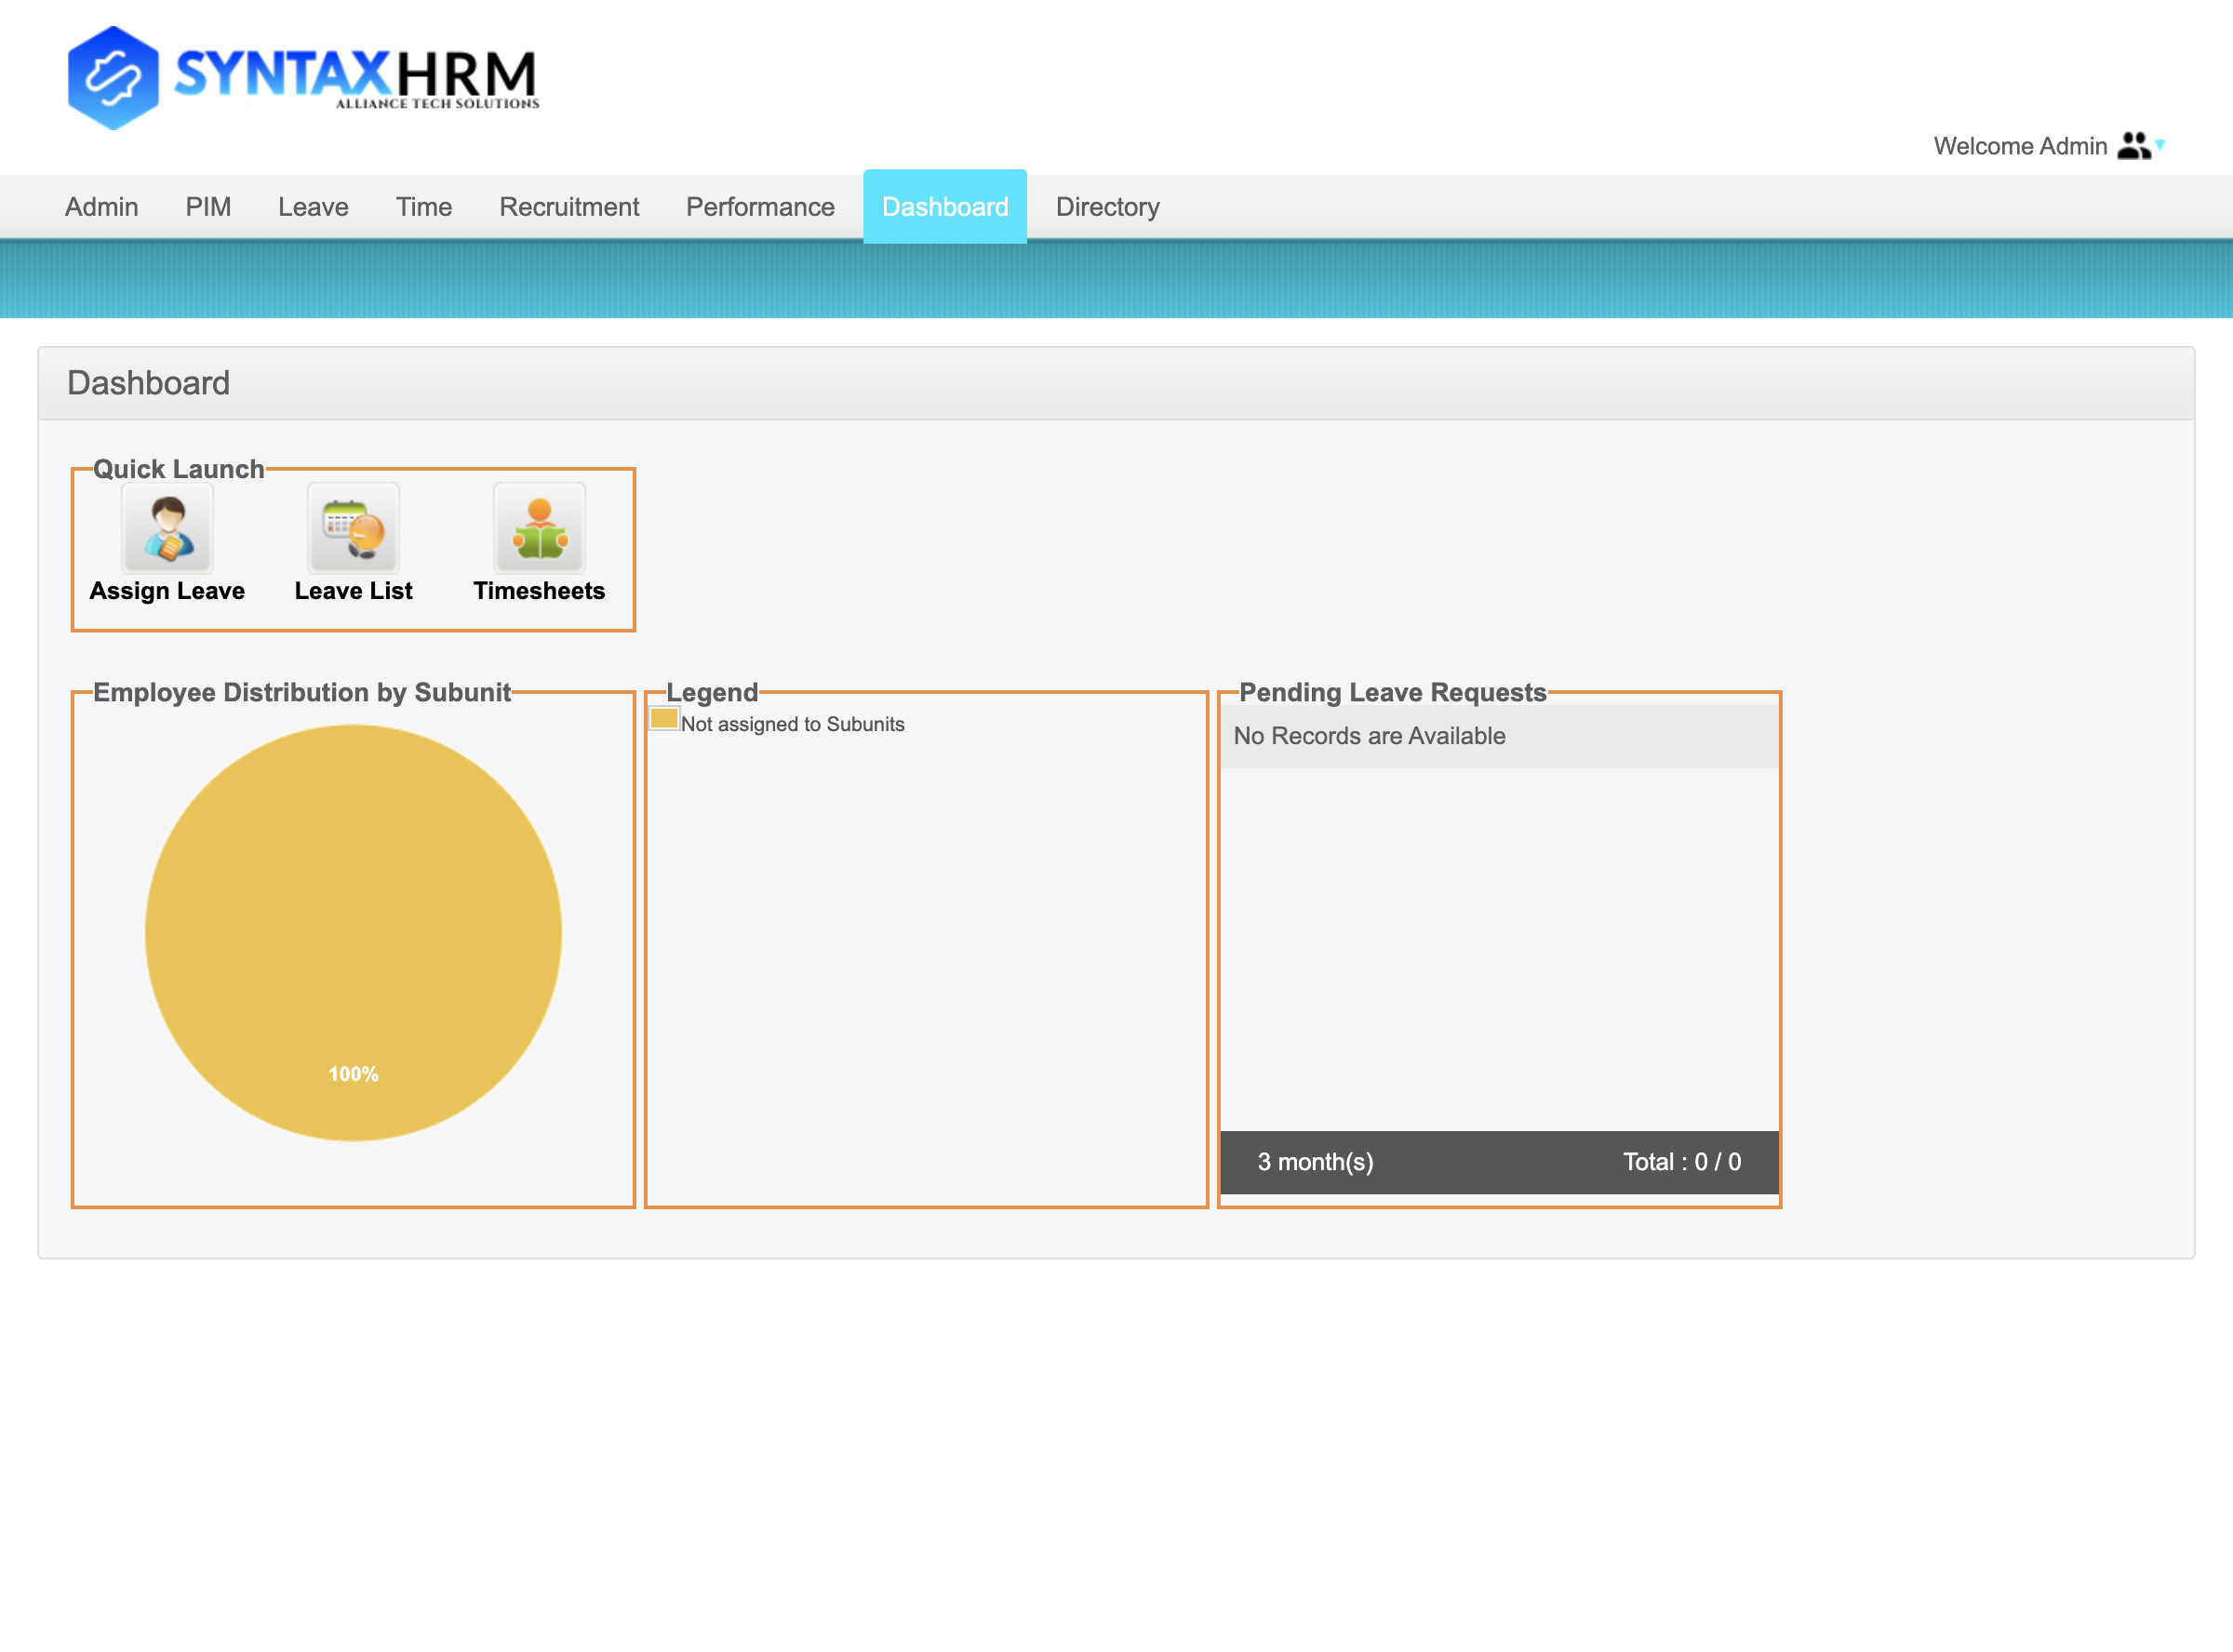 SYNTAXHRM
ALLIANCE TECH SOLUTIONS
Welcome Admin
Admin PIM Leave Time Recruitment Performance Dashboard Directory
Dashboard
Quick Launch
Assign Leave Leave List Timesheets
Employee Distribution by Subunit
100%
Legend
Not assigned to Subunits
Pending Leave Requests
No Records are Available
3 month(s) Total : 0 / 0